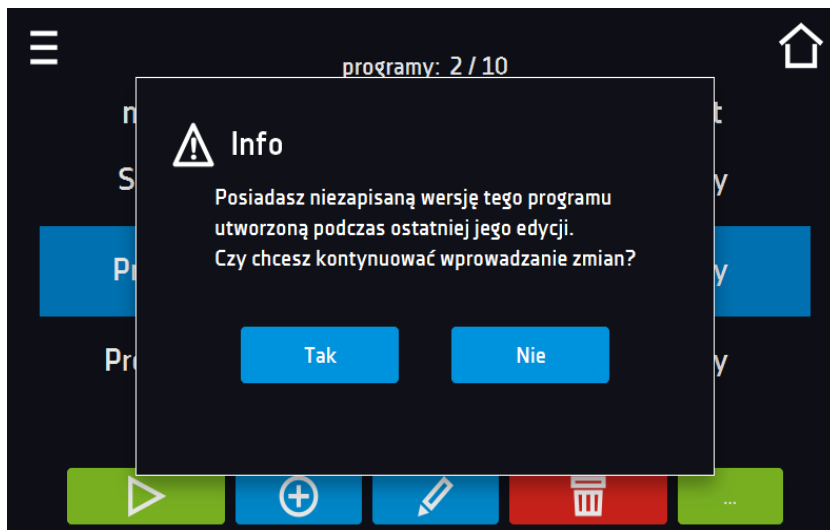 programy: 2 / 10
Info
Posiadasz niezapisaną wersję tego programu
utworzoną podczas ostatniej jego edycji.
Czy chcesz kontynuować wprowadzanie zmian?
Tak
Nie
...